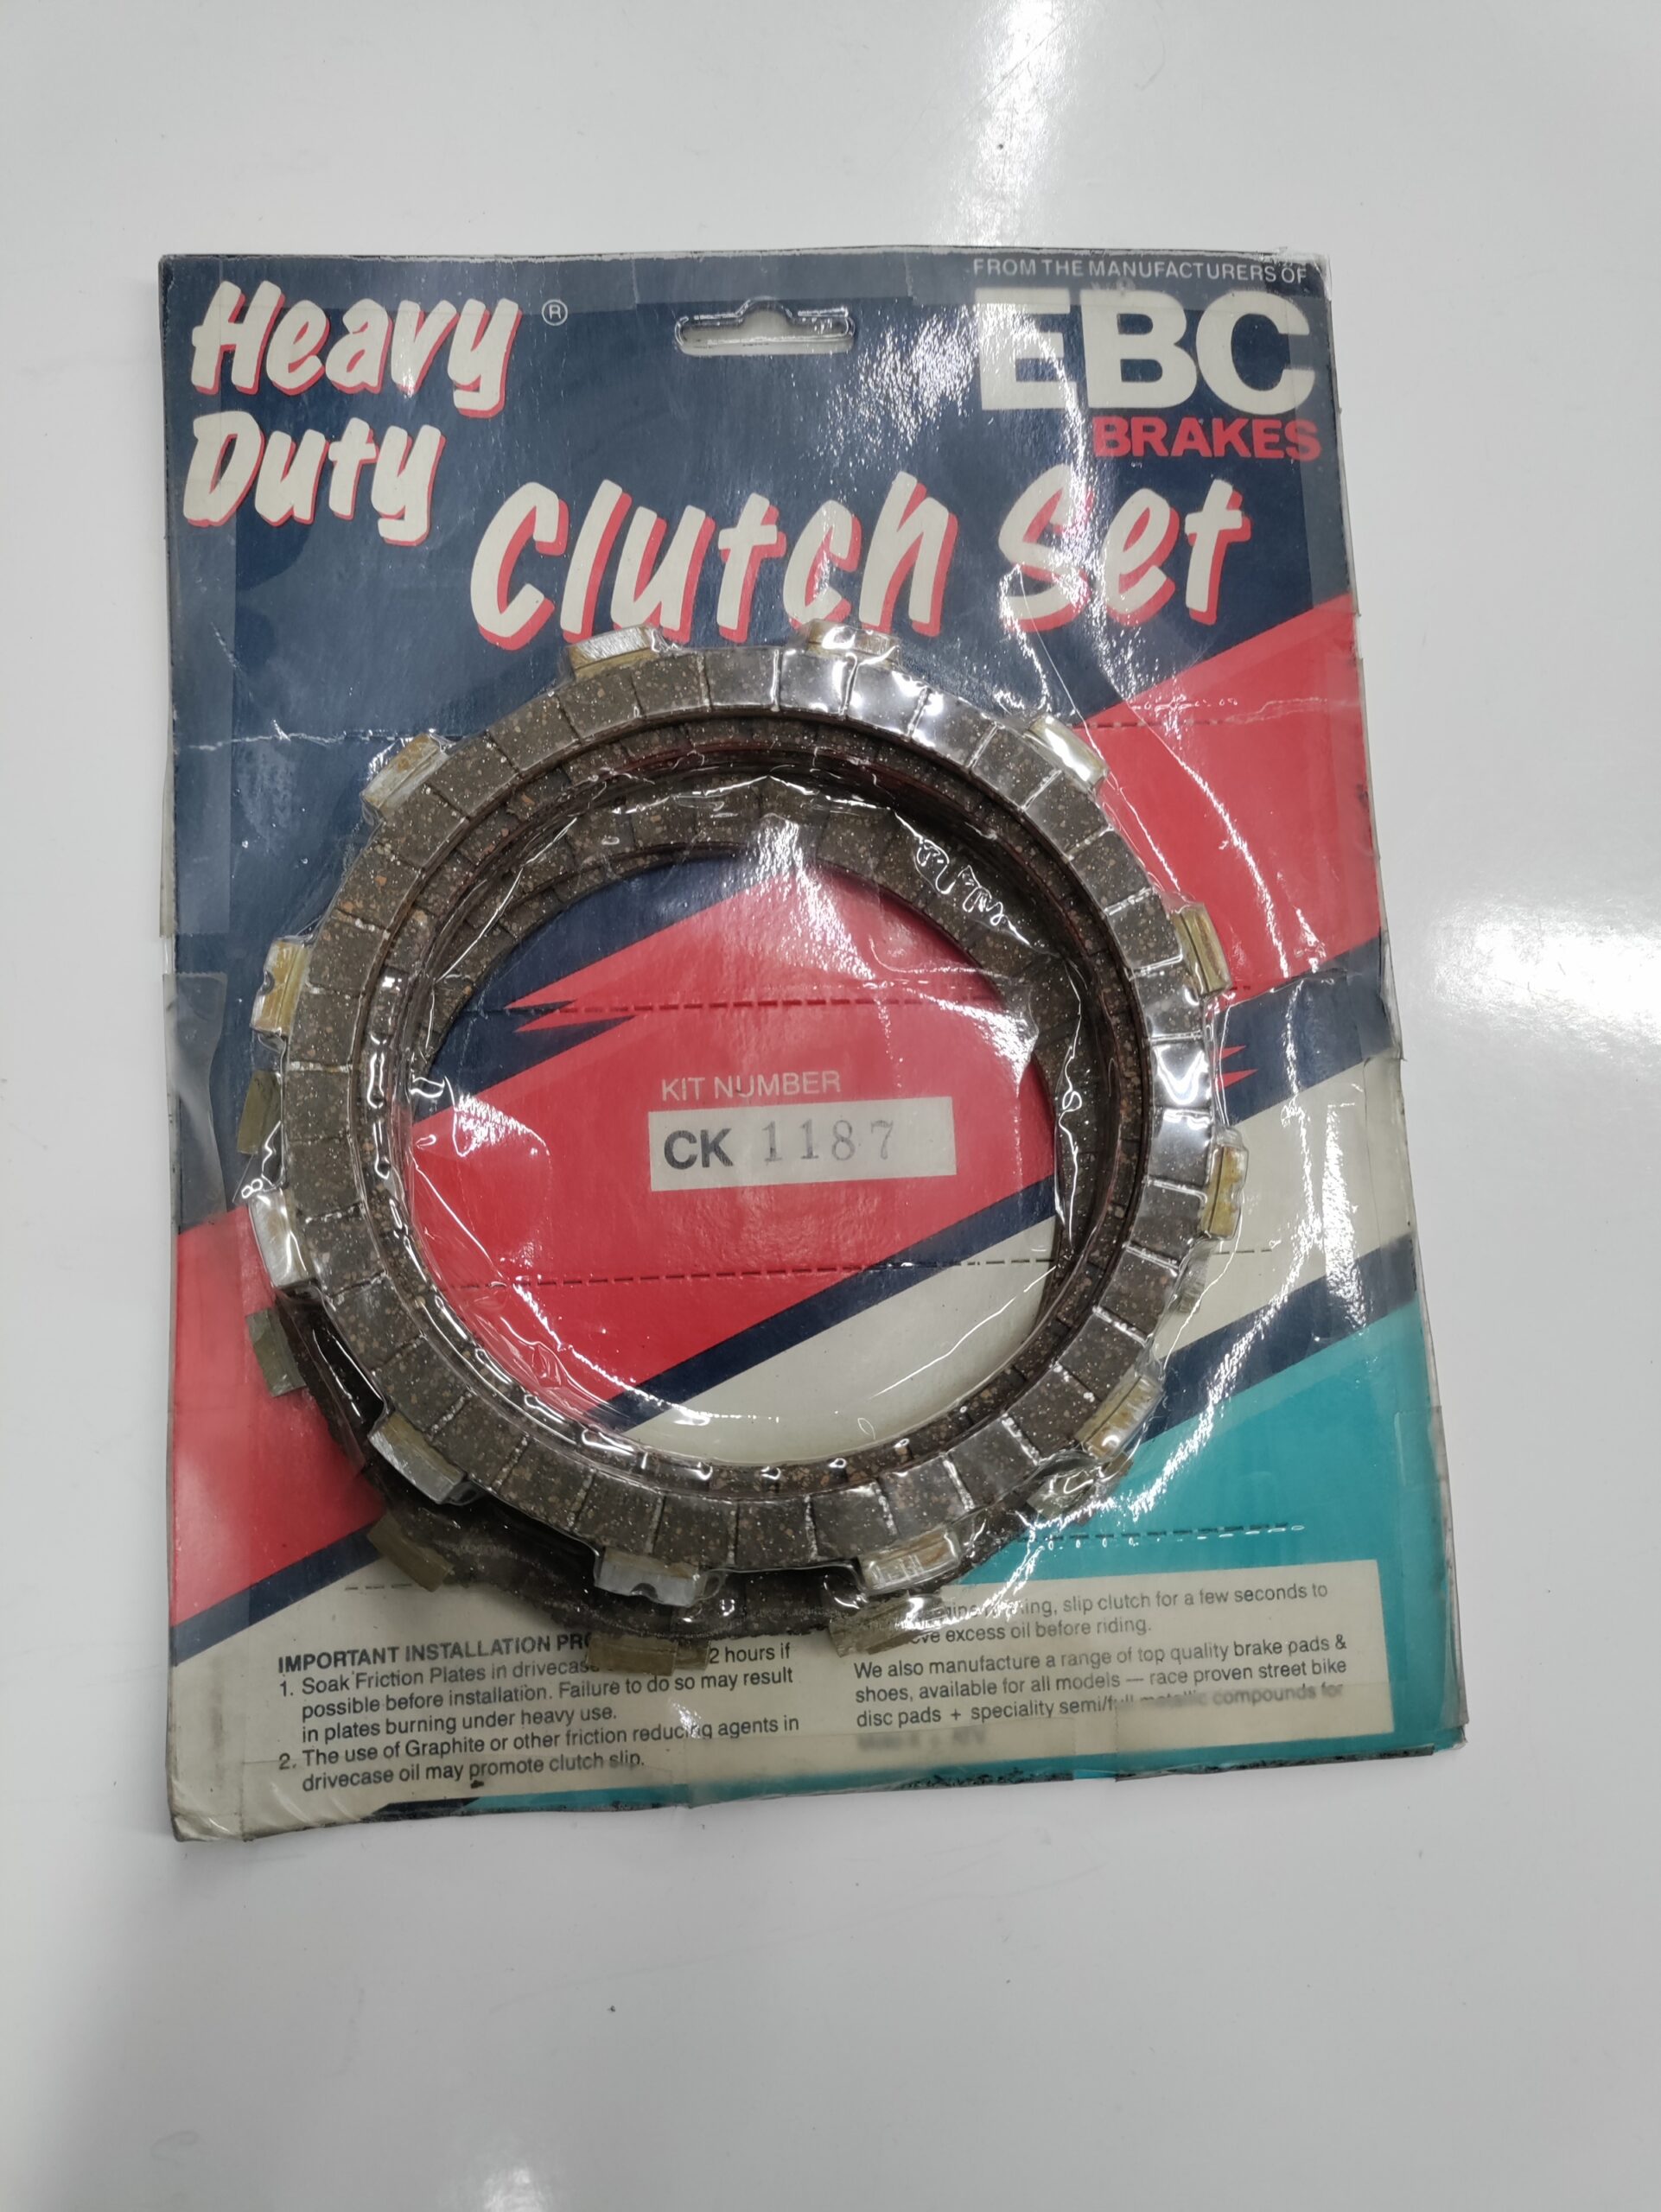 FROM THE MANUFACTURERS OF
Heavy ®
EBC
BRAKES
Duty
Clutch Set
KIT NUMBER
CK 1187
8
IMPORTANT INSTALLATION
1. Soak Friction Plates in drivecase 2 hours if
possible before installation. Failure to do so may result
in plates burning under heavy use.
2. The use of Graphite or other friction reducing agents in
drivecase oil may promote clutch slip.
slip clutch for a few seconds to
excess oil before riding.
We also manufacture a range of top quality brake pads &
shoes, available for all models — race proven street bike
disc pads + speciality semi/full metallic compounds for